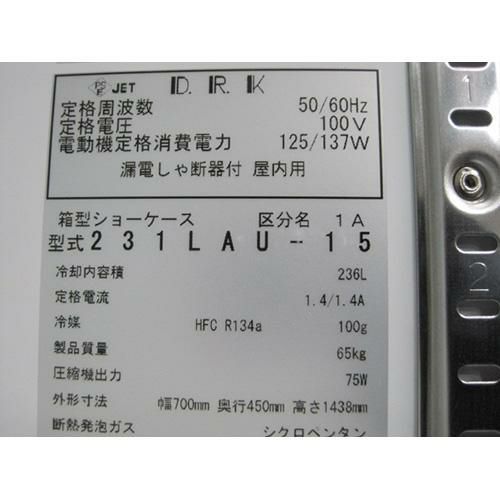 PS E JET D.R.K
定格周波数 50/60Hz
定格電圧 100V
電動機定格消費電力 125/137W
漏電しゃ断器付 屋内用
箱型ショーケース 区分名 1A
型式 231LAU-15
冷却内容積 236L
定格電流 1.4/1.4A
冷媒 HFC R134a 100g
製品質量 65kg
圧縮機出力 75W
外形寸法 幅700mm 奥行450mm 高さ1438mm
断熱発泡ガス シクロペンタン
1
2